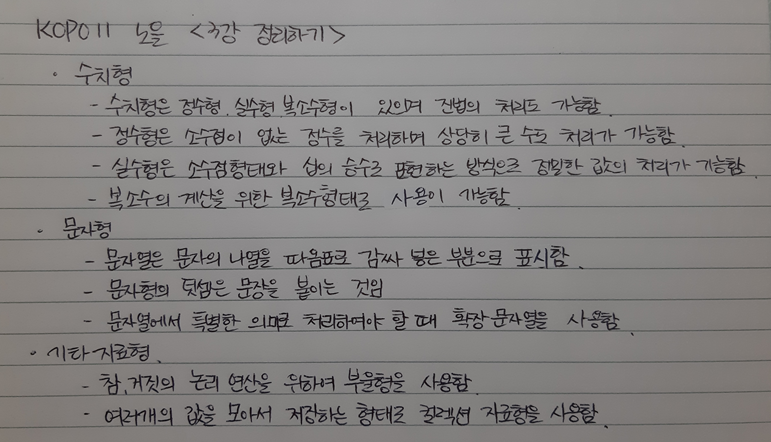 KOPO11 노을 <3강 정리하기>
· 수치형
- 수치형은 정수형, 실수형, 복소수형이 있으며 진법의 처리도 가능함.
- 정수형은 소수점이 없는 정수를 처리하며 상당히 큰 수도 처리가 가능함.
- 실수형은 소수점형태와 십의 승수로 표현하는 방식으로 정밀한 값의 처리가 가능함.
- 복소수의 계산을 위한 복소수형태로 사용이 가능함.
· 문자형
- 문자열은 문자의 나열을 따옴표로 감싸 넣은 부분으로 표시함.
- 문자형의 덧셈은 문장을 붙이는 것임
- 문자열에서 특별한 의미로 처리하여야 할 때 확장 문자열을 사용함.
· 기타자료형.
- 참, 거짓의 논리 연산을 위하여 부울형을 사용함.
- 여러개의 값을 모아서 저장하는 형태로 컬렉션 자료형을 사용함.